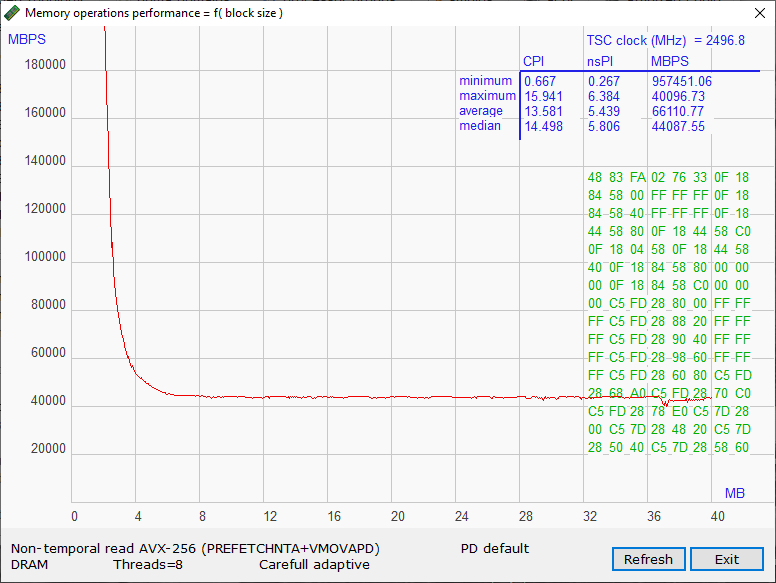 Memory operations performance = f( block size )
MBPS
TSC clock (MHz) = 2496.8
CPI nsPI MBPS
minimum 0.667 0.267 957451.06
maximum 15.941 6.384 40096.73
average 13.581 5.439 66110.77
median 14.498 5.806 44087.55
180000
160000
140000
120000
100000
80000
60000
40000
20000
48 83 FA 02 76 33 0F 18
84 58 00 FF FF FF 0F 18
84 58 40 FF FF FF 0F 18
44 58 80 0F 18 44 58 C0
0F 18 04 58 0F 18 44 58
40 0F 18 84 58 80 00 00
00 0F 18 84 58 C0 00 00
00 C5 FD 28 80 00 FF FF
FF C5 FD 28 88 20 FF FF
FF C5 FD 28 90 40 FF FF
FF C5 FD 28 98 60 FF FF
FF C5 FD 28 60 80 C5 FD
28 68 A0 C5 FD 28 70 C0
C5 FD 28 78 E0 C5 7D 28
00 C5 7D 28 48 20 C5 7D
28 50 40 C5 7D 28 58 60
MB
0 4 8 12 16 20 24 28 32 36 40
Non-temporal read AVX-256 (PREFETCHNTA+VMOVAPD) PD default
DRAM Threads=8 Carefull adaptive
Refresh Exit